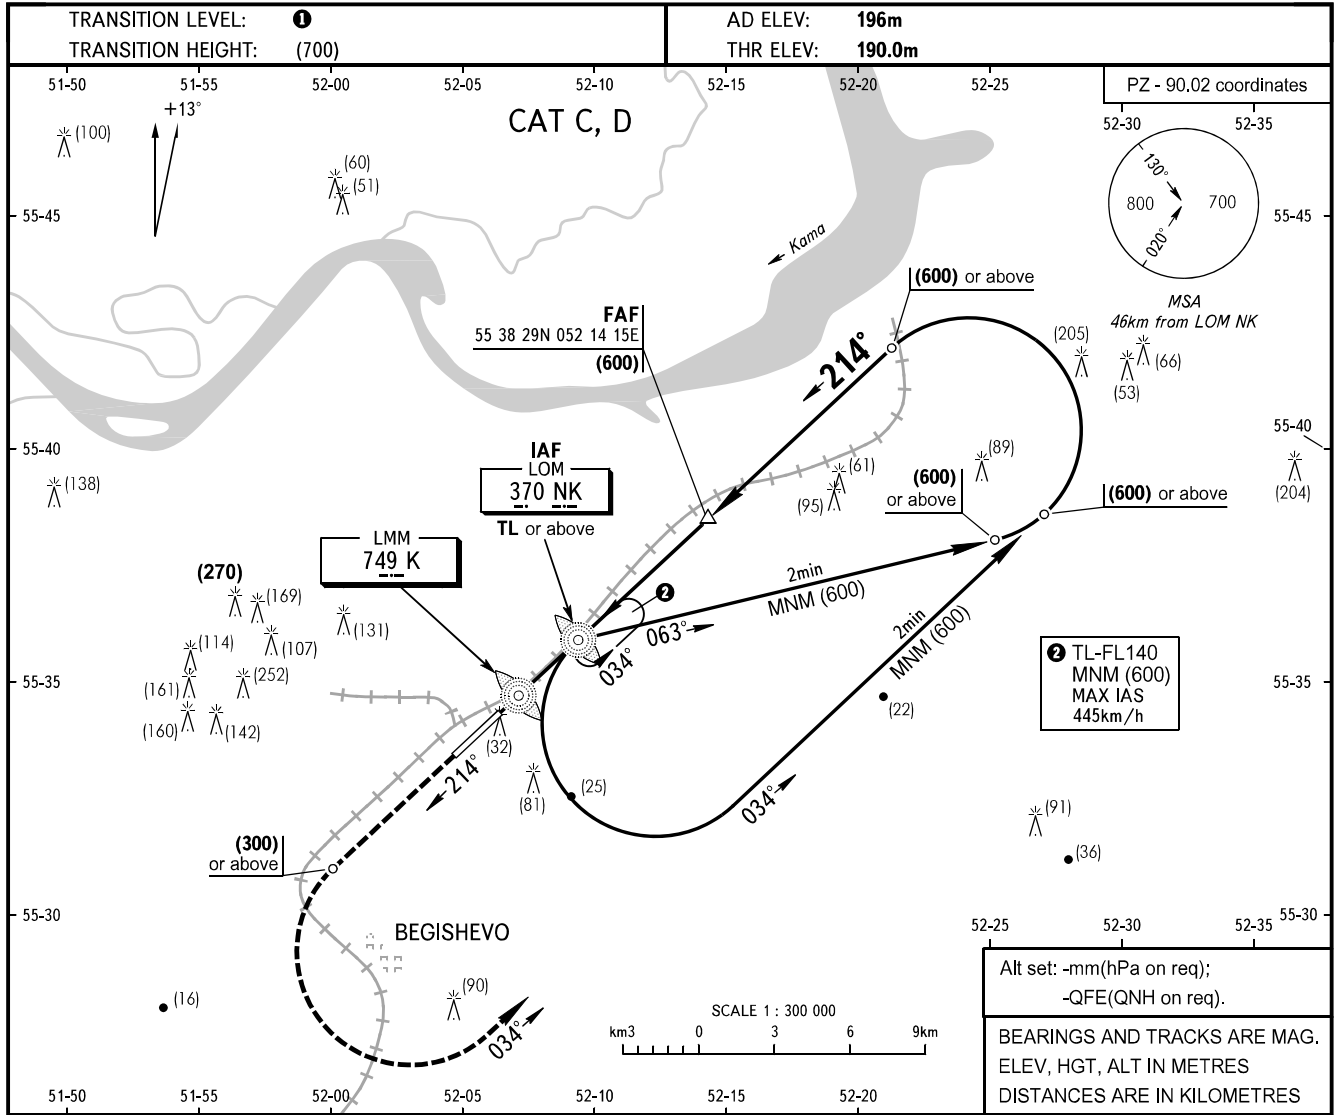 TRANSITION LEVEL: ❶
TRANSITION HEIGHT: (700)
AD ELEV: 196m
THR ELEV: 190.0m
51-50 51-55 52-00 52-05 52-10 52-15 52-20 52-25
PZ - 90.02 coordinates
52-30 52-35
+13°
CAT C, D
(100)
(60)
(51)
130°
800 700
020°
55-45 55-45
Kama
MSA
46km from LOM NK
(600) or above
FAF
55 38 29N 052 14 15E
(600)
214°
(205)
(66)
(53)
55-40 55-40
IAF
LOM
370 NK
TL or above
(138)
(61)
(95)
(89)
(204)
(600)
or above
(600) or above
LMM
749 K
(270)
(169)
(131)
(114)
(107)
(161)
(252)
(160)
(142)
2min
MNM (600)
❷
063°
034°
2min
MNM (600)
❷ TL-FL140
MNM (600)
MAX IAS
445km/h
55-35 55-35
(22)
(32)
214°
(81)
(25)
034°
(91)
(36)
(300)
or above
55-30 55-30
BEGISHEVO
52-25 52-30 52-35
(16)
(90)
034°
SCALE 1 : 300 000
km3 0 3 6 9km
Alt set: -mm(hPa on req);
-QFE(QNH on req).
BEARINGS AND TRACKS ARE MAG.
ELEV, HGT, ALT IN METRES
DISTANCES ARE IN KILOMETRES
51-50 51-55 52-00 52-05 52-10 52-15 52-20